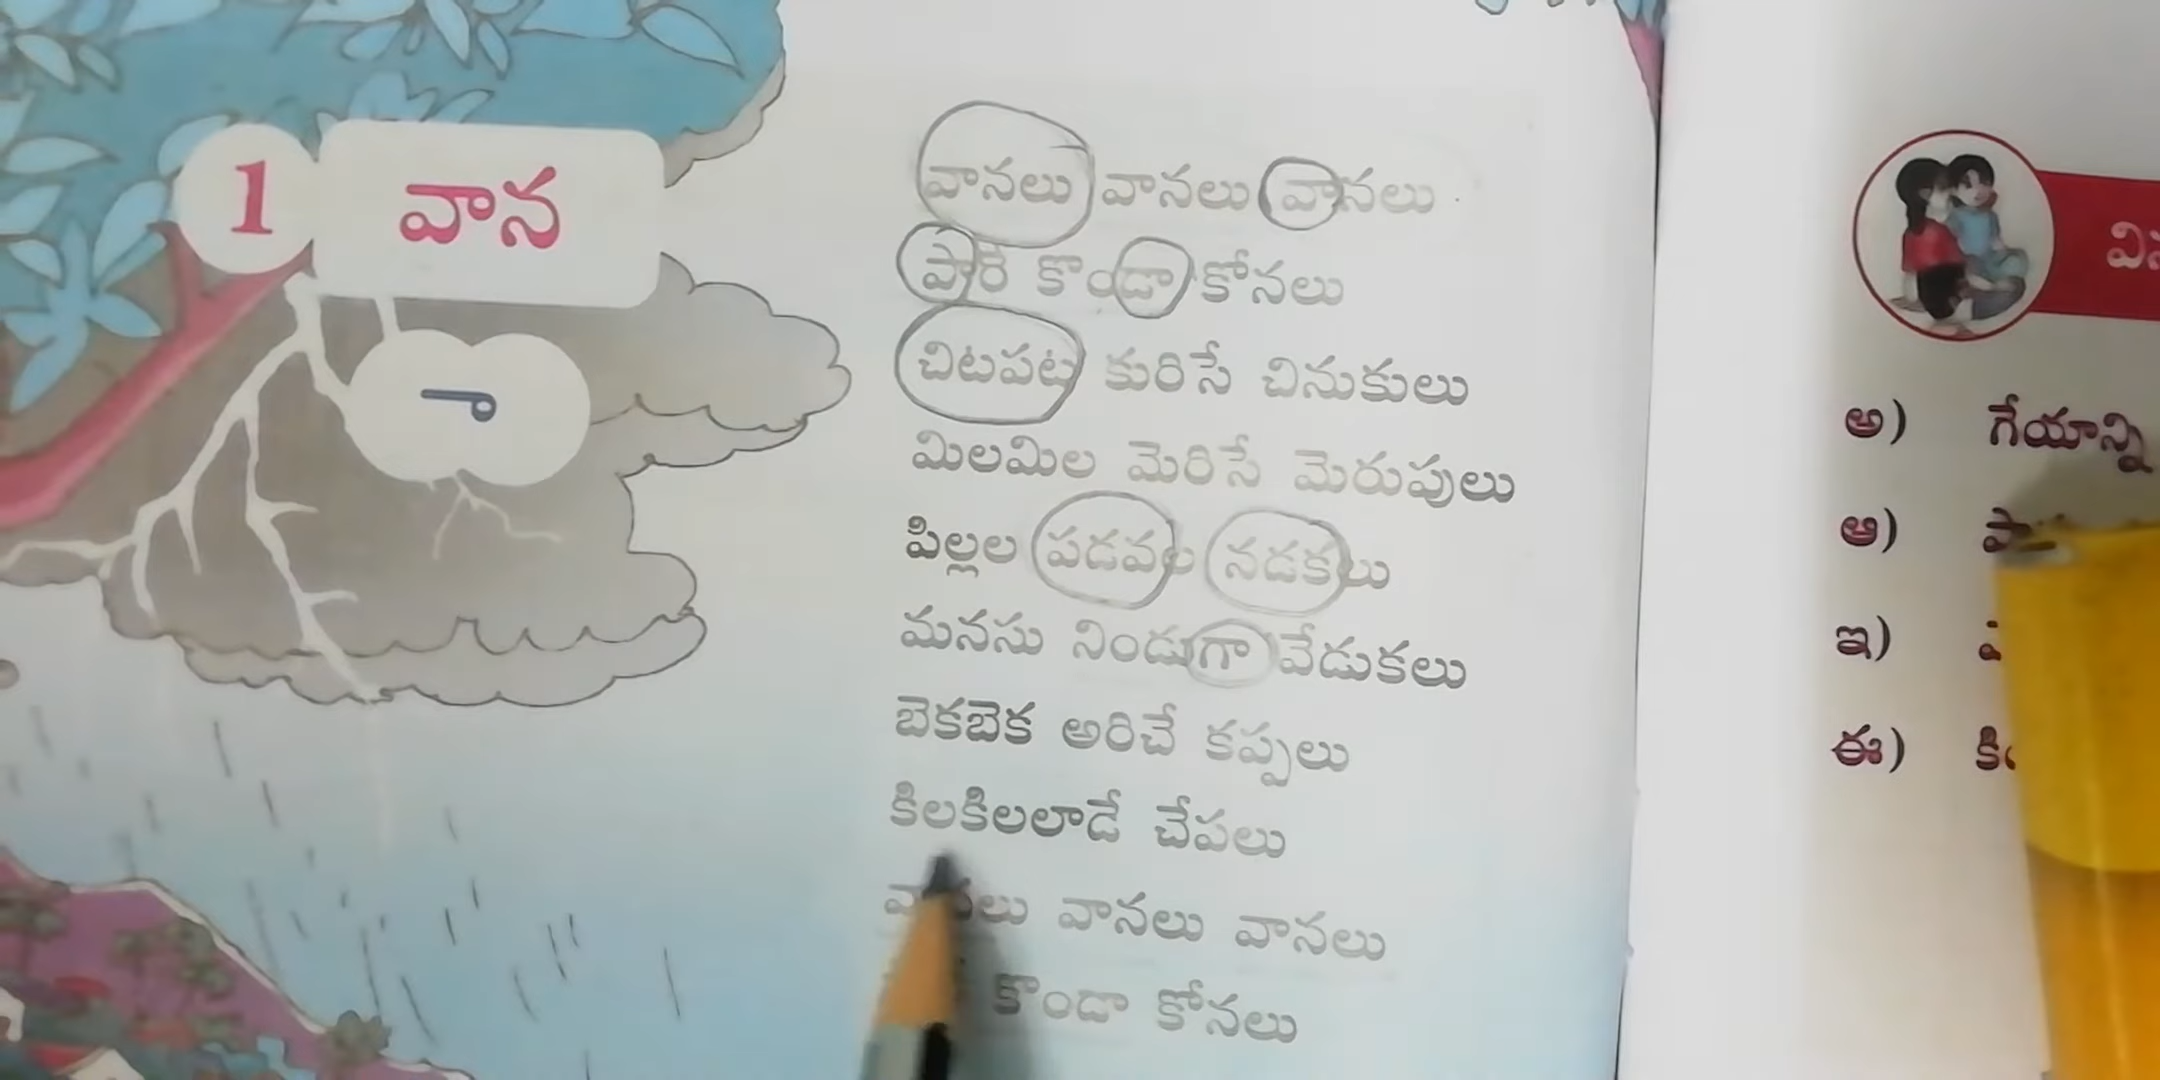 1 వాన
ా
వానలు వానలు వానలు
పారే కొండా కోనలు
చిటపట కురిసే చినుకులు
మిలమిల మెరిసే మెరుపులు
పిల్లల పడవల నడకలు
మనసు నిండుగా వేడుకలు
బెకబెక అరిచే కప్పలు
కిలకిలలాడే చేపలు
వానలు వానలు వానలు
కొండా కోనలు
అ) గేయాన్ని
ఆ)
ఇ)
ఈ)